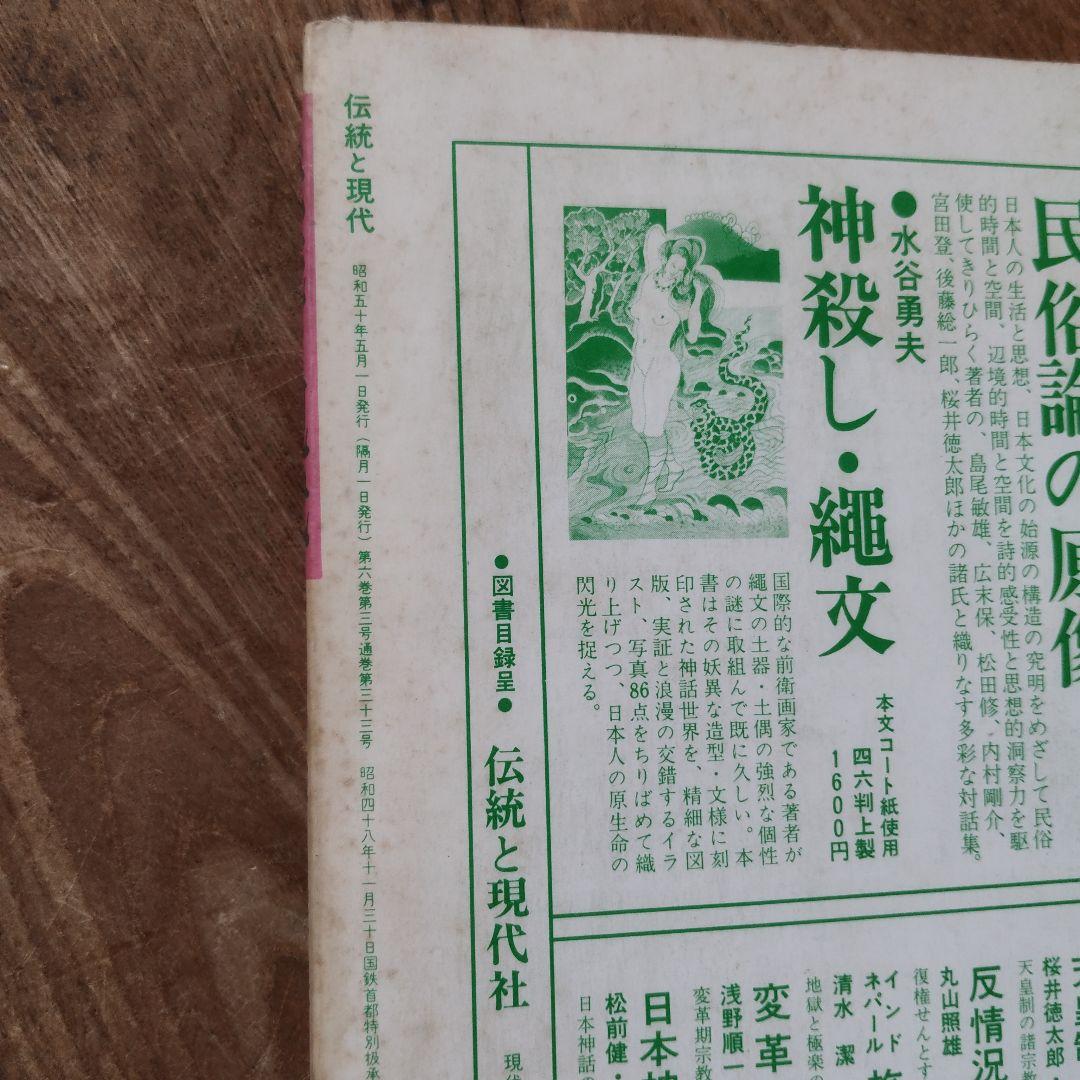 民俗論の原像
日本人の生活と思想、日本文化の始源の構造の究明をめざして民俗
的時間と空間、辺境的時間と空間を詩的感受性と思想的洞察力を駆
使してきりひらく著者の、島尾敏雄、広末保、松田修、内村剛介、
宮田登、後藤総一郎、桜井徳太郎ほかの諸氏と織りなす多彩な対話集。
●水谷勇夫
神殺し・繩文
本文コート紙使用
四六判上製
1600円
国際的な前衛画家である著者が
繩文の土器・土偶の強烈な個性
の謎に取組んで既に久しい。本
書はその妖異な造型・文様に刻
印された神話世界を、精細な図
版、実証と浪漫の交錯するイラ
スト、写真86点をちりばめて織
り上げつつ、日本人の原生命の
閃光を捉える。
桜井徳太郎
天皇制の諸宗教
反情況
丸山照雄
復権せんとす
インド
ネパール
清水 潔
地獄と極楽の
変革
浅野順一
変革期宗教
日本神
松前健・
日本神話の
●図書目録呈● 伝統と現代社
現代
伝統と現代 昭和五十年五月一日発行（隔月一日発行）第六巻第三号通巻第三十三号 昭和四十八年十一月三十日国鉄首都特別扱承